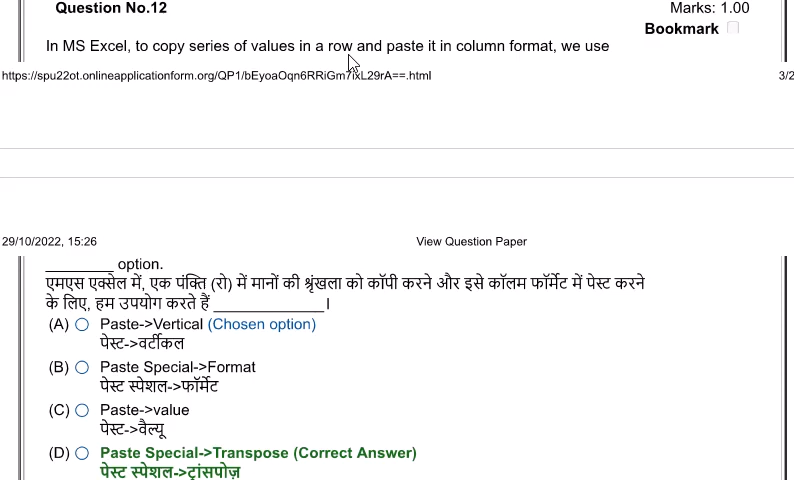 Question No.12 Marks: 1.00
Bookmark
In MS Excel, to copy series of values in a row and paste it in column format, we use
https://spu22ot.onlineapplicationform.org/QP1/bEyoaOqn6RRiGm7ixL29rA==.html 3/2
29/10/2022, 15:26 View Question Paper
________ option.
एमएस एक्सेल में, एक पंक्ति (रो) में मानों की श्रृंखला को कॉपी करने और इसे कॉलम फॉर्मेट में पेस्ट करने
के लिए, हम उपयोग करते हैं _____________।
(A) Paste->Vertical (Chosen option)
पेस्ट->वर्टीकल
(B) Paste Special->Format
पेस्ट स्पेशल->फॉर्मेट
(C) Paste->value
पेस्ट->वैल्यू
(D) Paste Special->Transpose (Correct Answer)
पेस्ट स्पेशल->ट्रांसपोज़